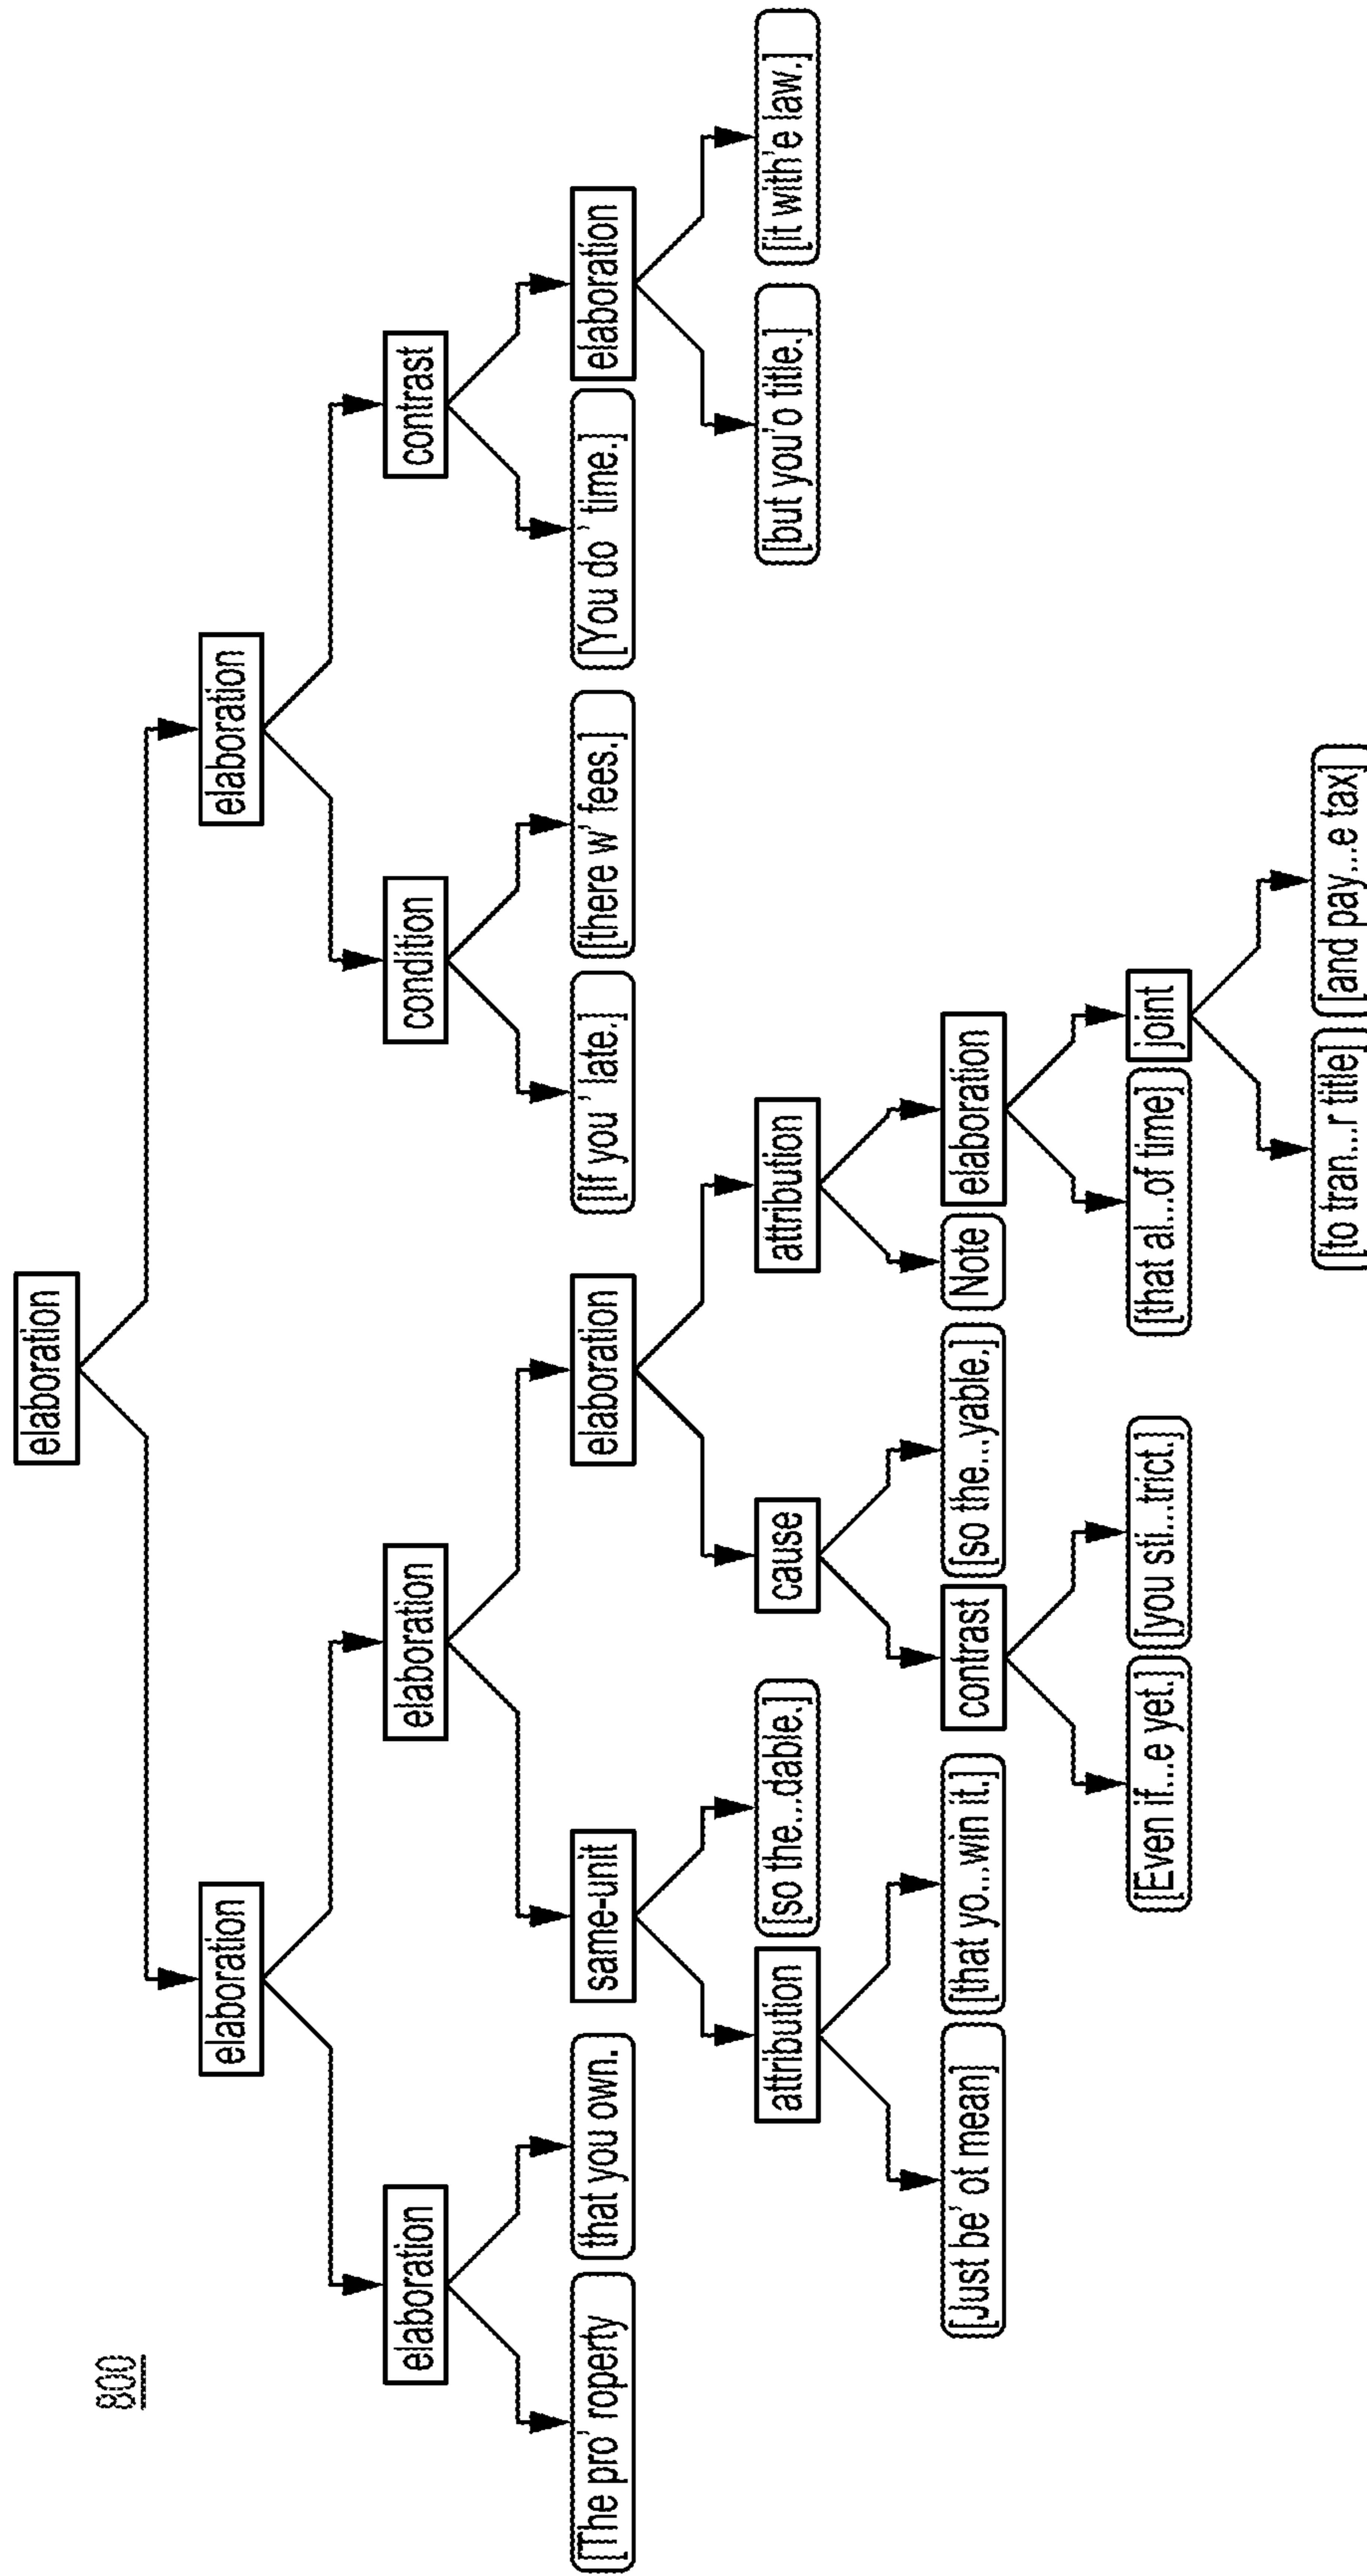 800
elaboration
elaboration
elaboration
elaboration
elaboration
condition
contrast
[The pro' roperty
that you own.
same-unit
elaboration
[If you ' late.]
[there w' fees.]
[You do ' time.]
elaboration
attribution
[so the...dable.]
cause
attribution
[but you'o title.]
[it with'e law.]
[Just be' ot mean]
[that yo...win it.]
contrast
[so the...yable.]
Note
elaboration
[Even if...e yet.]
[you sti...trict.]
[that al...of time]
joint
[to tran...r title]
[and pay...e tax]